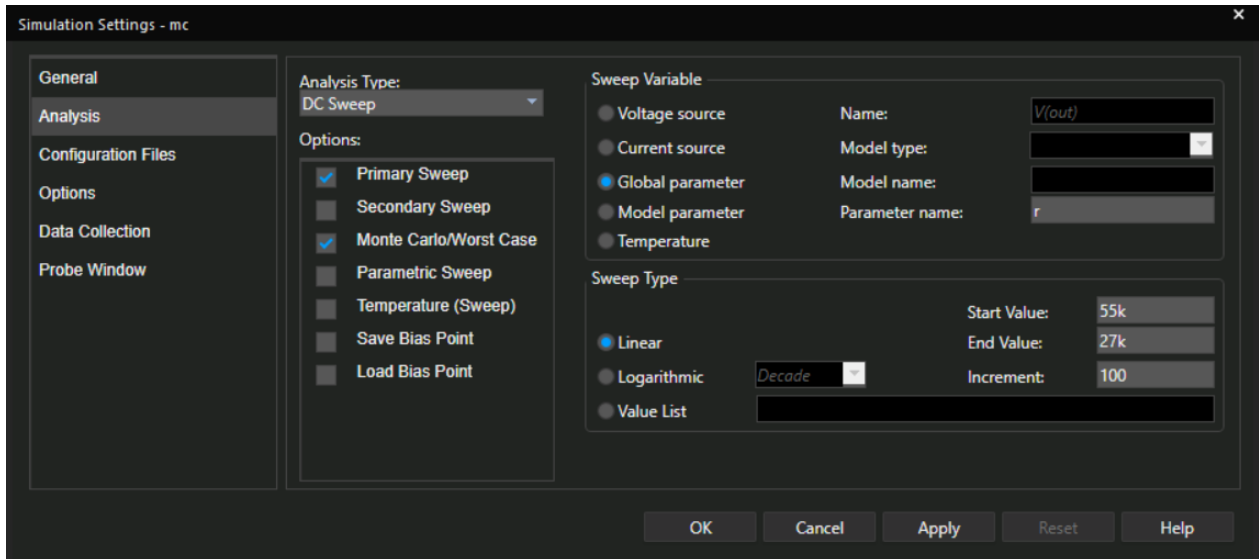 Simulation Settings - mc
×
General
Analysis
Configuration Files
Options
Data Collection
Probe Window
Analysis Type:
DC Sweep
Options:
Primary Sweep
Secondary Sweep
Monte Carlo/Worst Case
Parametric Sweep
Temperature (Sweep)
Save Bias Point
Load Bias Point
Sweep Variable
Voltage source
Name:
V(out)
Current source
Model type:
Global parameter
Model name:
Model parameter
Parameter name:
r
Temperature
Sweep Type
Start Value:
55k
Linear
End Value:
27k
Logarithmic
Decade
Increment:
100
Value List
OK
Cancel
Apply
Reset
Help